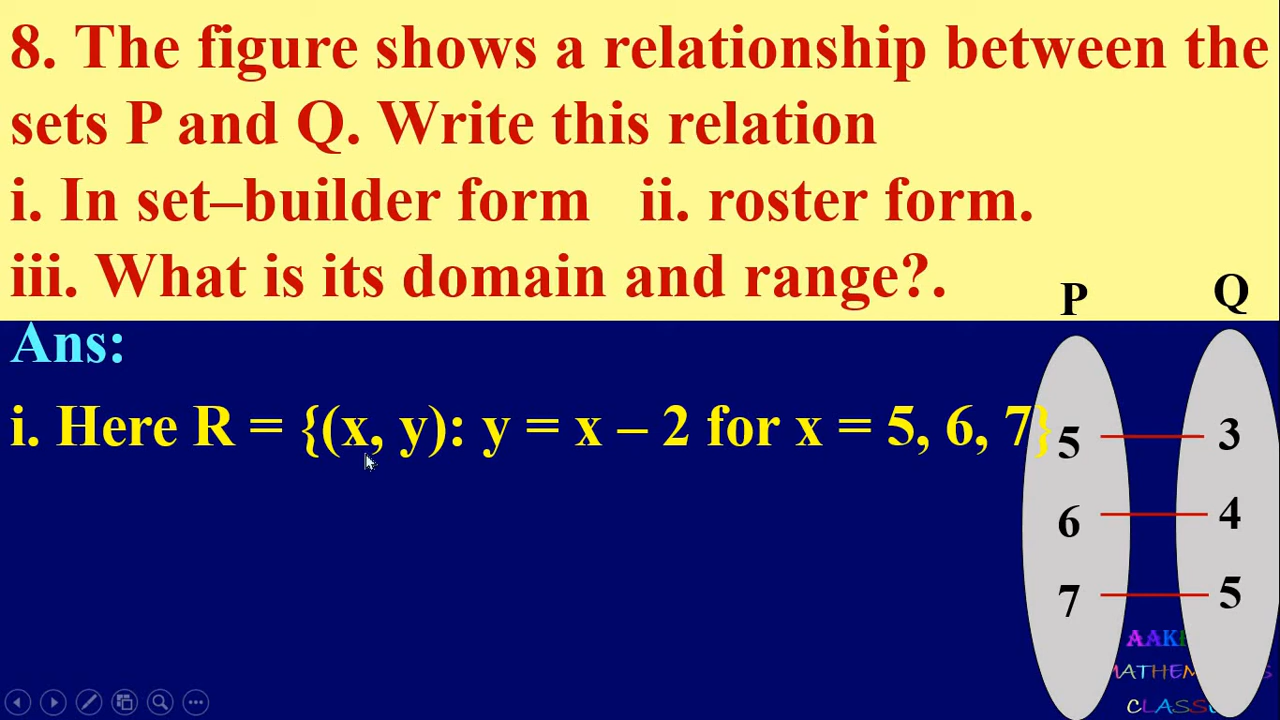 8. The figure shows a relationship between the
sets P and Q. Write this relation
i. In set–builder form ii. roster form.
iii. What is its domain and range?.
P Q
Ans:
i. Here R = {(x, y): y = x – 2 for x = 5, 6, 7}
5 3
6 4
7 5